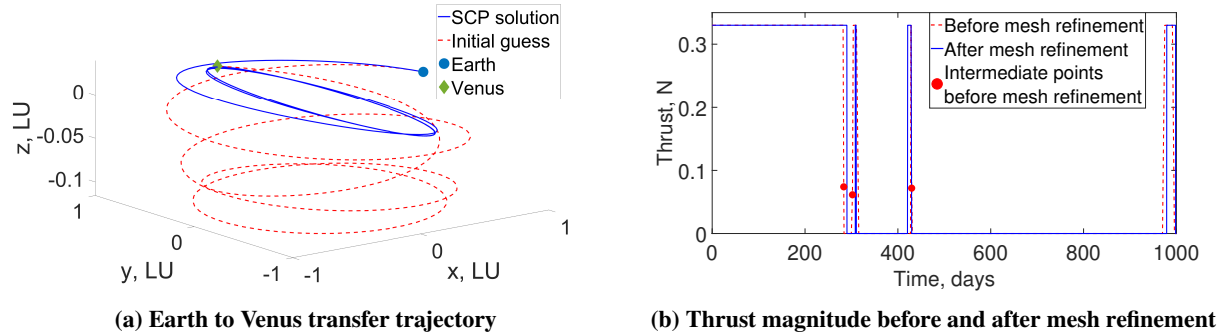 SCP solution
Initial guess
Earth
Venus
0
-0.05
-0.1
z, LU
1
0
-1
y, LU
-1
0
1
x, LU
(a) Earth to Venus transfer trajectory
Before mesh refinement
After mesh refinement
Intermediate points
before mesh refinement
0.3
0.2
0.1
0
Thrust, N
0 200 400 600 800 1000
Time, days
(b) Thrust magnitude before and after mesh refinement